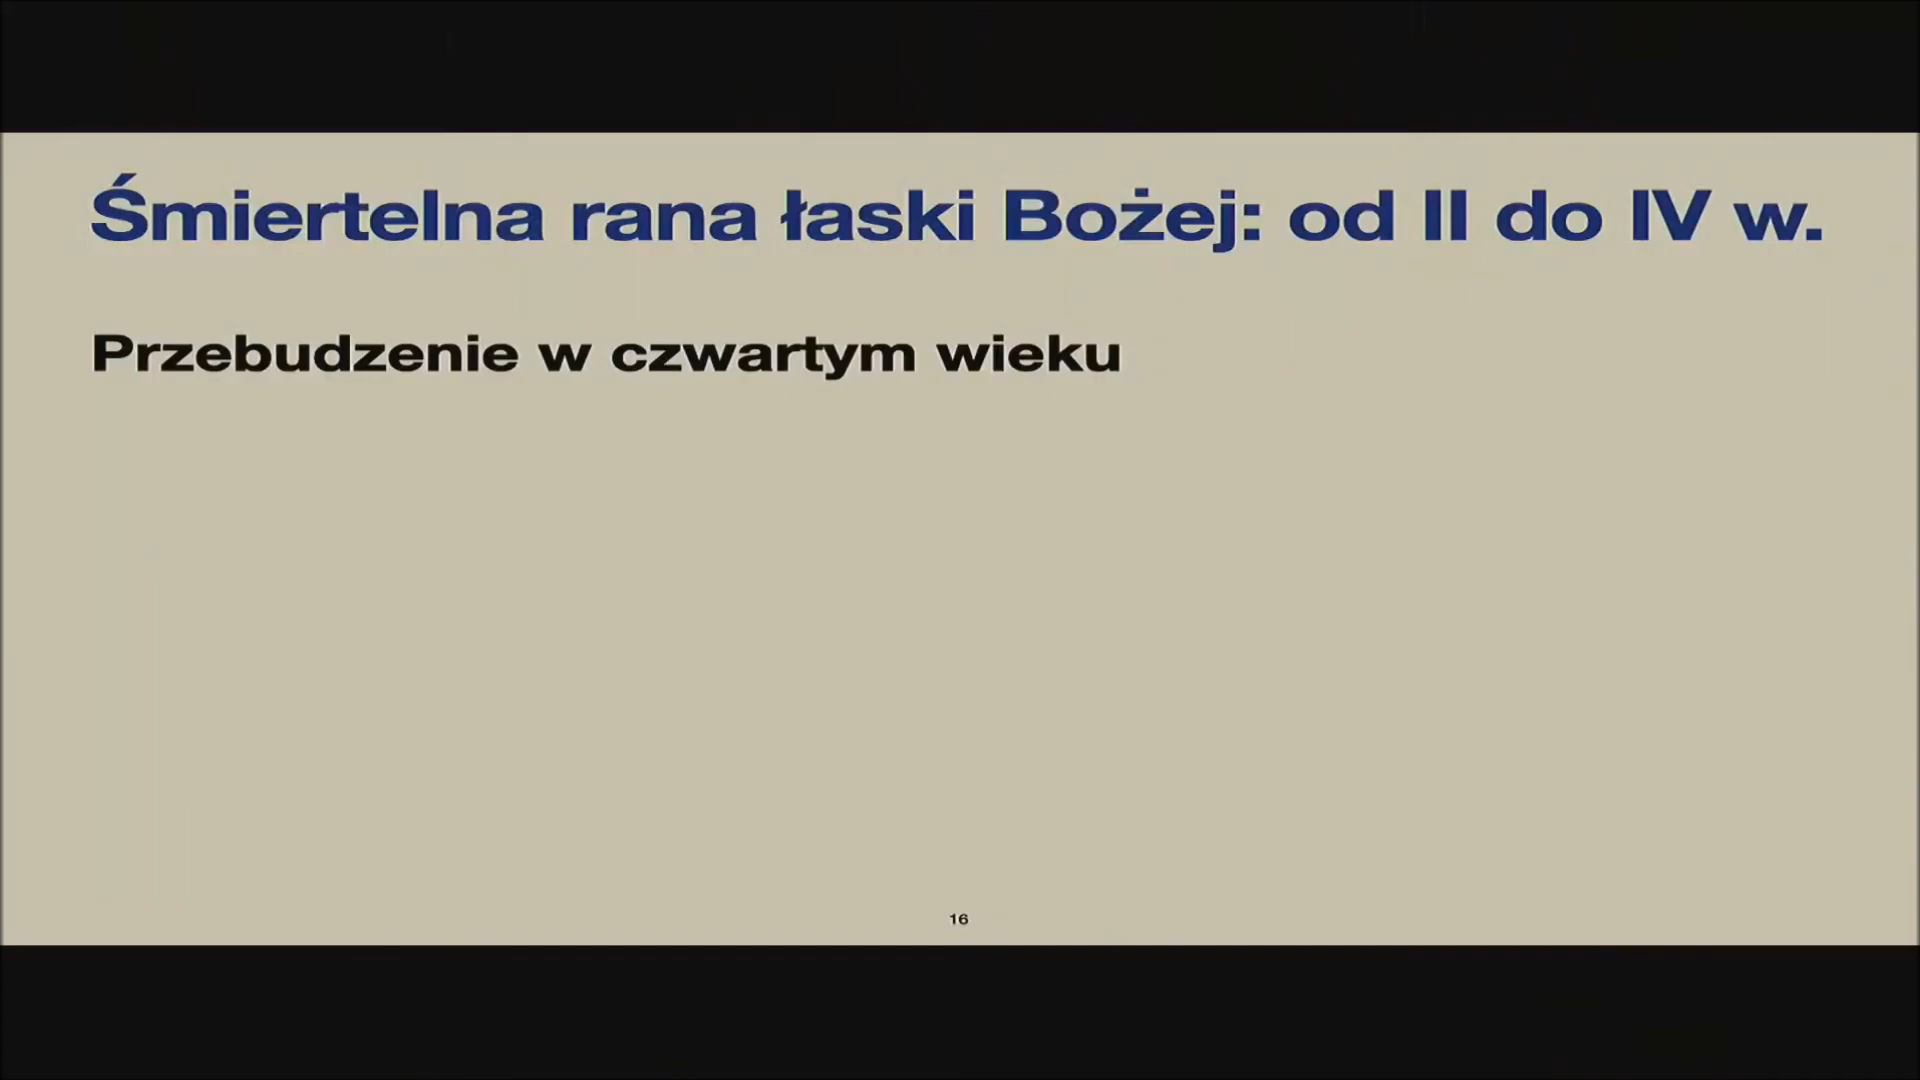 Śmiertelna rana łaski Bożej: od II do IV w.
Przebudzenie w czwartym wieku
16